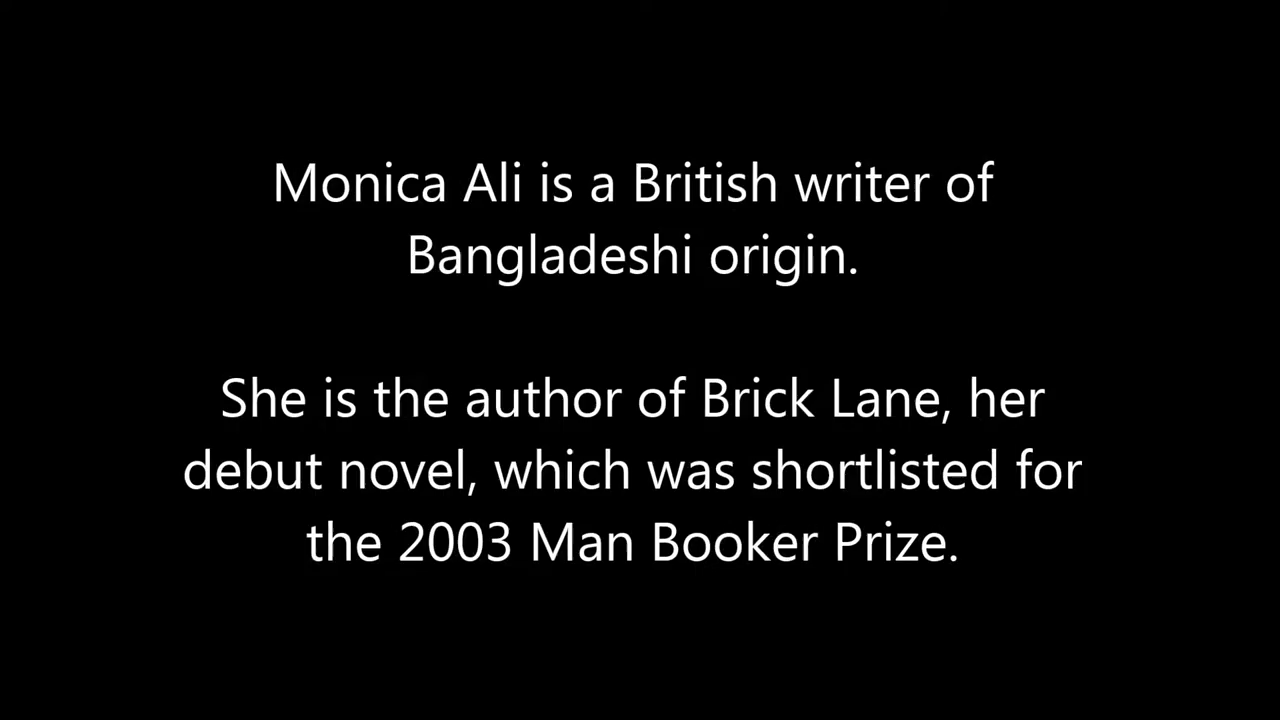 Monica Ali is a British writer of
Bangladeshi origin.
She is the author of Brick Lane, her
debut novel, which was shortlisted for
the 2003 Man Booker Prize.